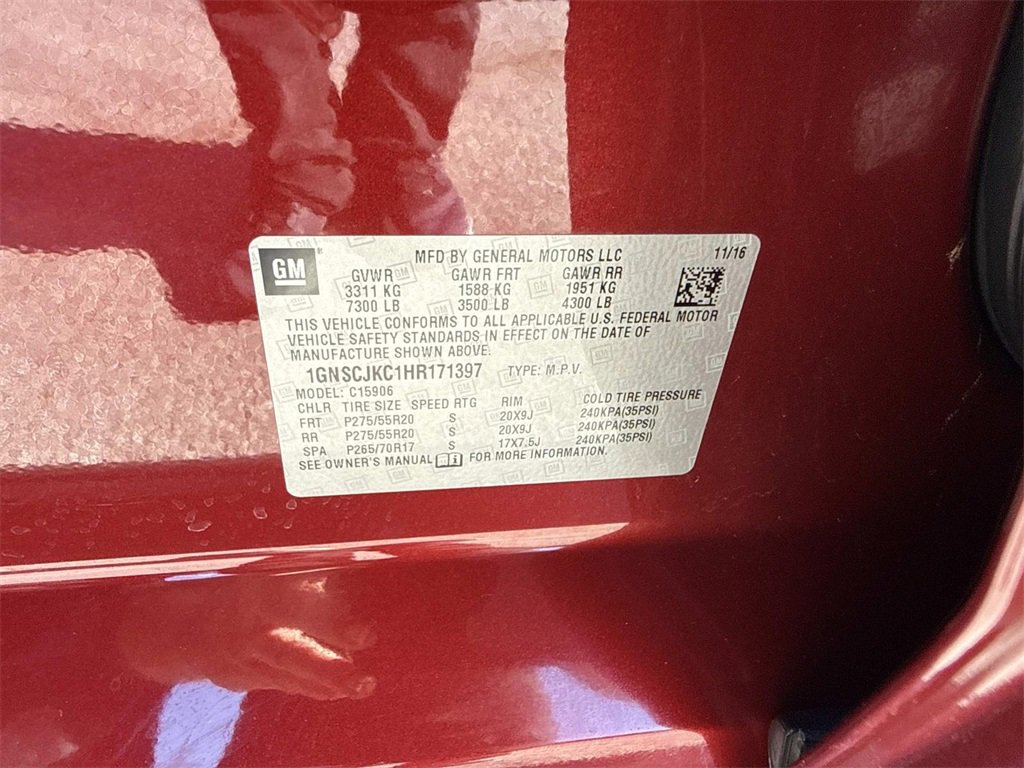 GM
MFD BY GENERAL MOTORS LLC 11/16
GVWR GAWR FRT GAWR RR
3311 KG 1588 KG 1951 KG
7300 LB 3500 LB 4300 LB
THIS VEHICLE CONFORMS TO ALL APPLICABLE U.S. FEDERAL MOTOR
VEHICLE SAFETY STANDARDS IN EFFECT ON THE DATE OF
MANUFACTURE SHOWN ABOVE.
1GNSCJKC1HR171397 TYPE: M.P.V.
MODEL: C15906
CHLR TIRE SIZE SPEED RTG RIM COLD TIRE PRESSURE
FRT P275/55R20 S 20X9J 240KPA(35PSI)
RR P275/55R20 S 20X9J 240KPA(35PSI)
SPA P265/70R17 S 17X7.5J 240KPA(35PSI)
SEE OWNER'S MANUAL FOR MORE INFORMATION.